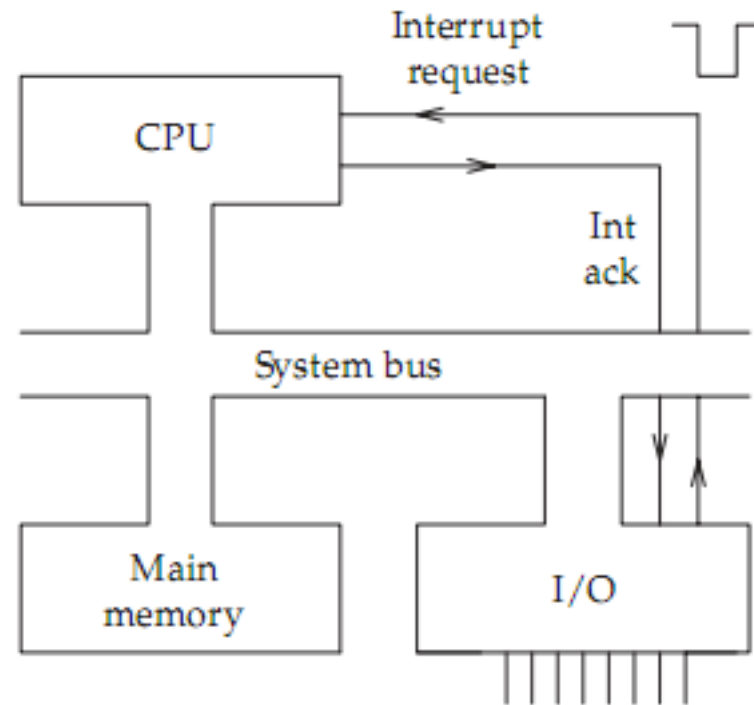 Interrupt
request
CPU
Int
ack
System bus
Main
memory
I/O